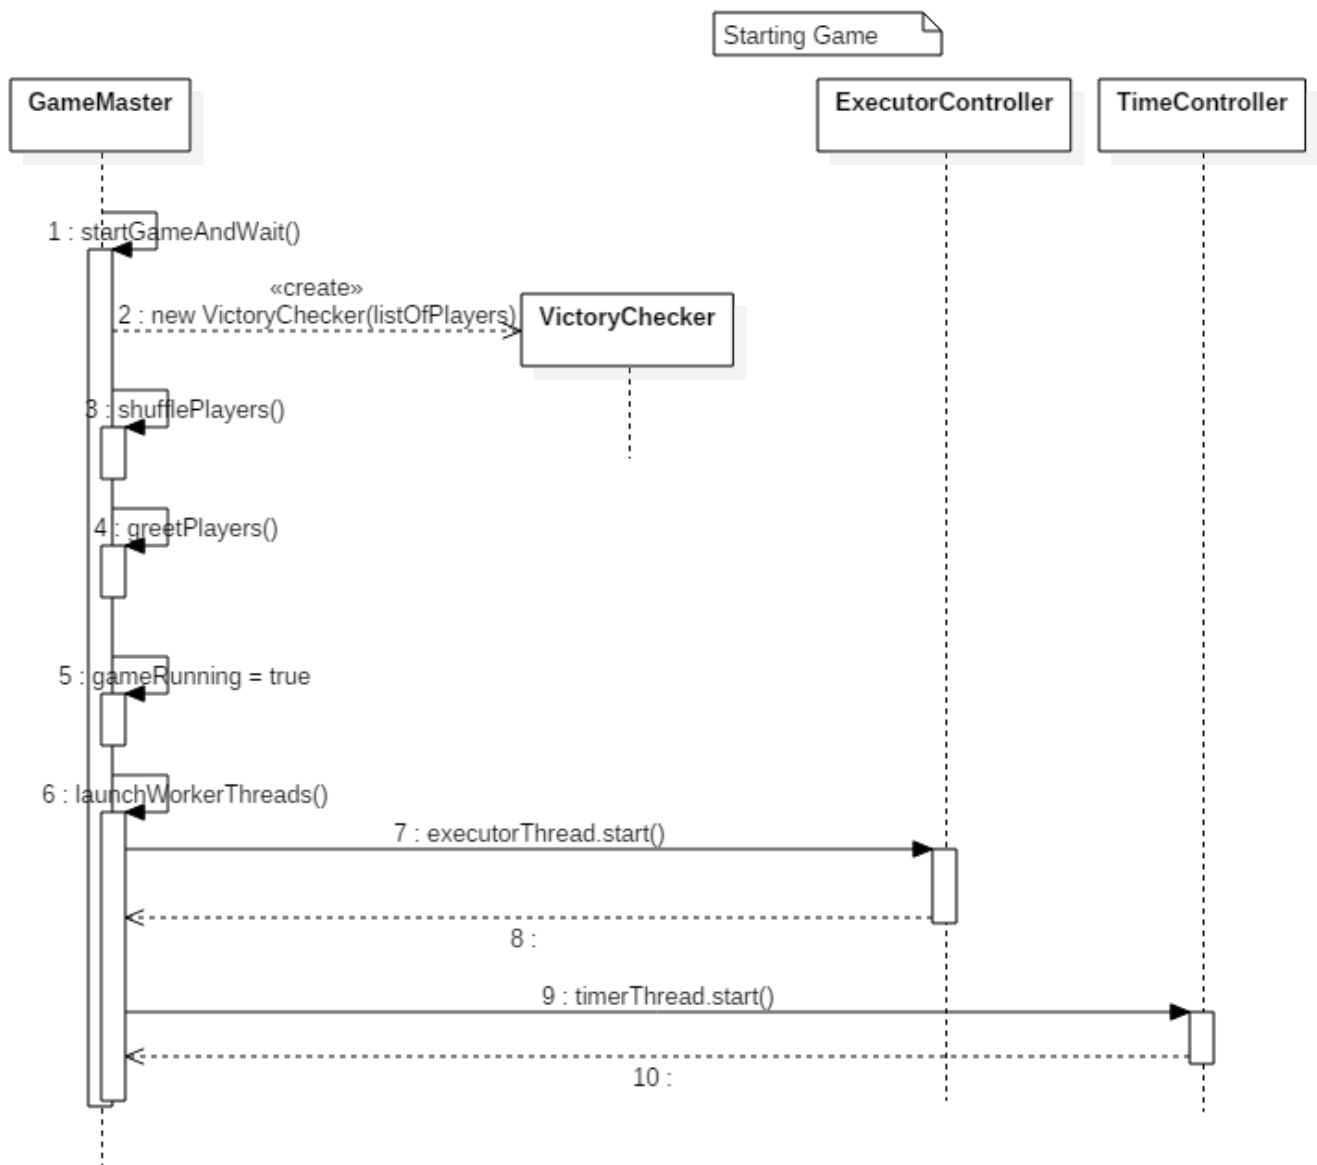 Starting Game
GameMaster
ExecutorController
TimeController
1 : startGameAndWait()
«create»
2 : new VictoryChecker(listOfPlayers)
VictoryChecker
3 : shufflePlayers()
4 : greetPlayers()
5 : gameRunning = true
6 : launchWorkerThreads()
7 : executorThread.start()
8 :
9 : timerThread.start()
10 :